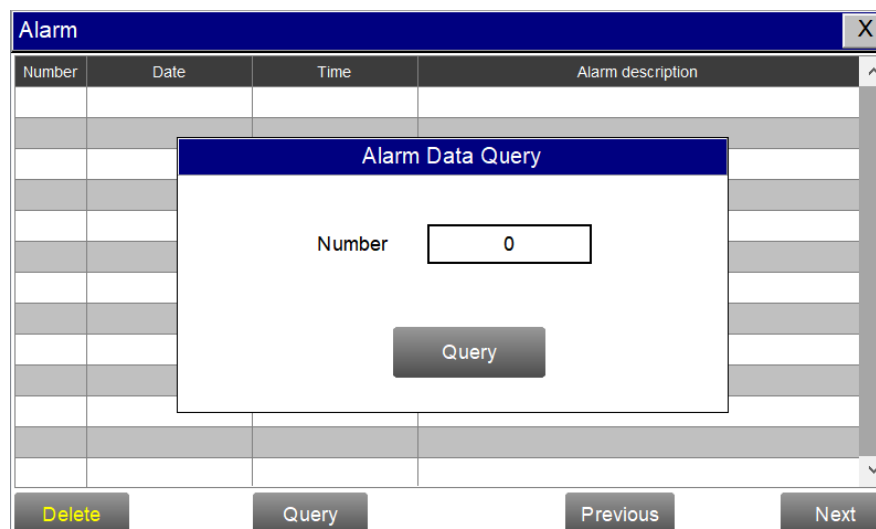 Alarm X
Number Date Time Alarm description
Alarm Data Query
Number 0
Query
Delete Query Previous Next